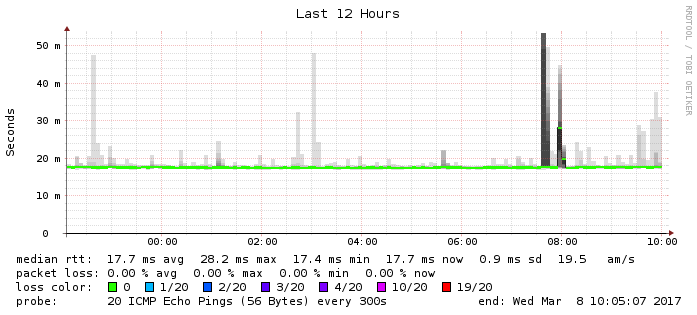 Last 12 Hours
RRDTOOL / TOBI OETIKER
Seconds
50 m
40 m
30 m
20 m
10 m
0
00:00 02:00 04:00 06:00 08:00 10:00
median rtt: 17.7 ms avg 28.2 ms max 17.4 ms min 17.7 ms now 0.9 ms sd 19.5 am/s
packet loss: 0.00 % avg 0.00 % max 0.00 % min 0.00 % now
loss color: 0 1/20 2/20 3/20 4/20 10/20 19/20
probe: 20 ICMP Echo Pings (56 Bytes) every 300s end: Wed Mar 8 10:05:07 2017